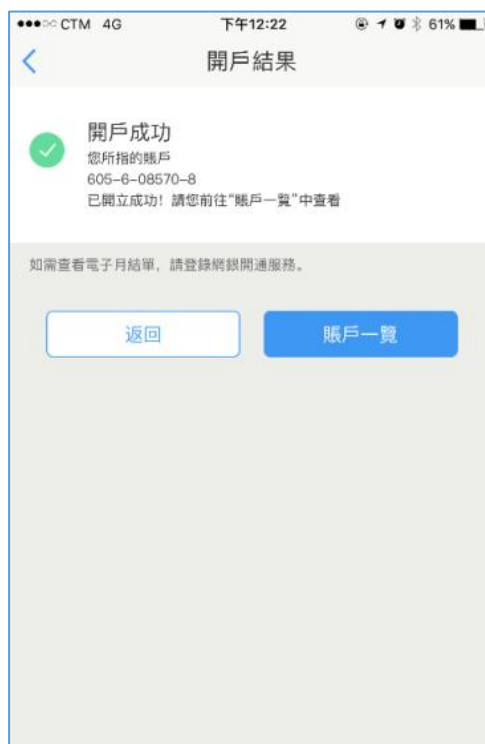 CTM 4G 下午12:22 61%
開戶結果
開戶成功
您所指的賬戶
605-6-08570-8
已開立成功！請您前往“賬戶一覽”中查看
如需查看電子月結單，請登錄網銀開通服務。
返回 賬戶一覽